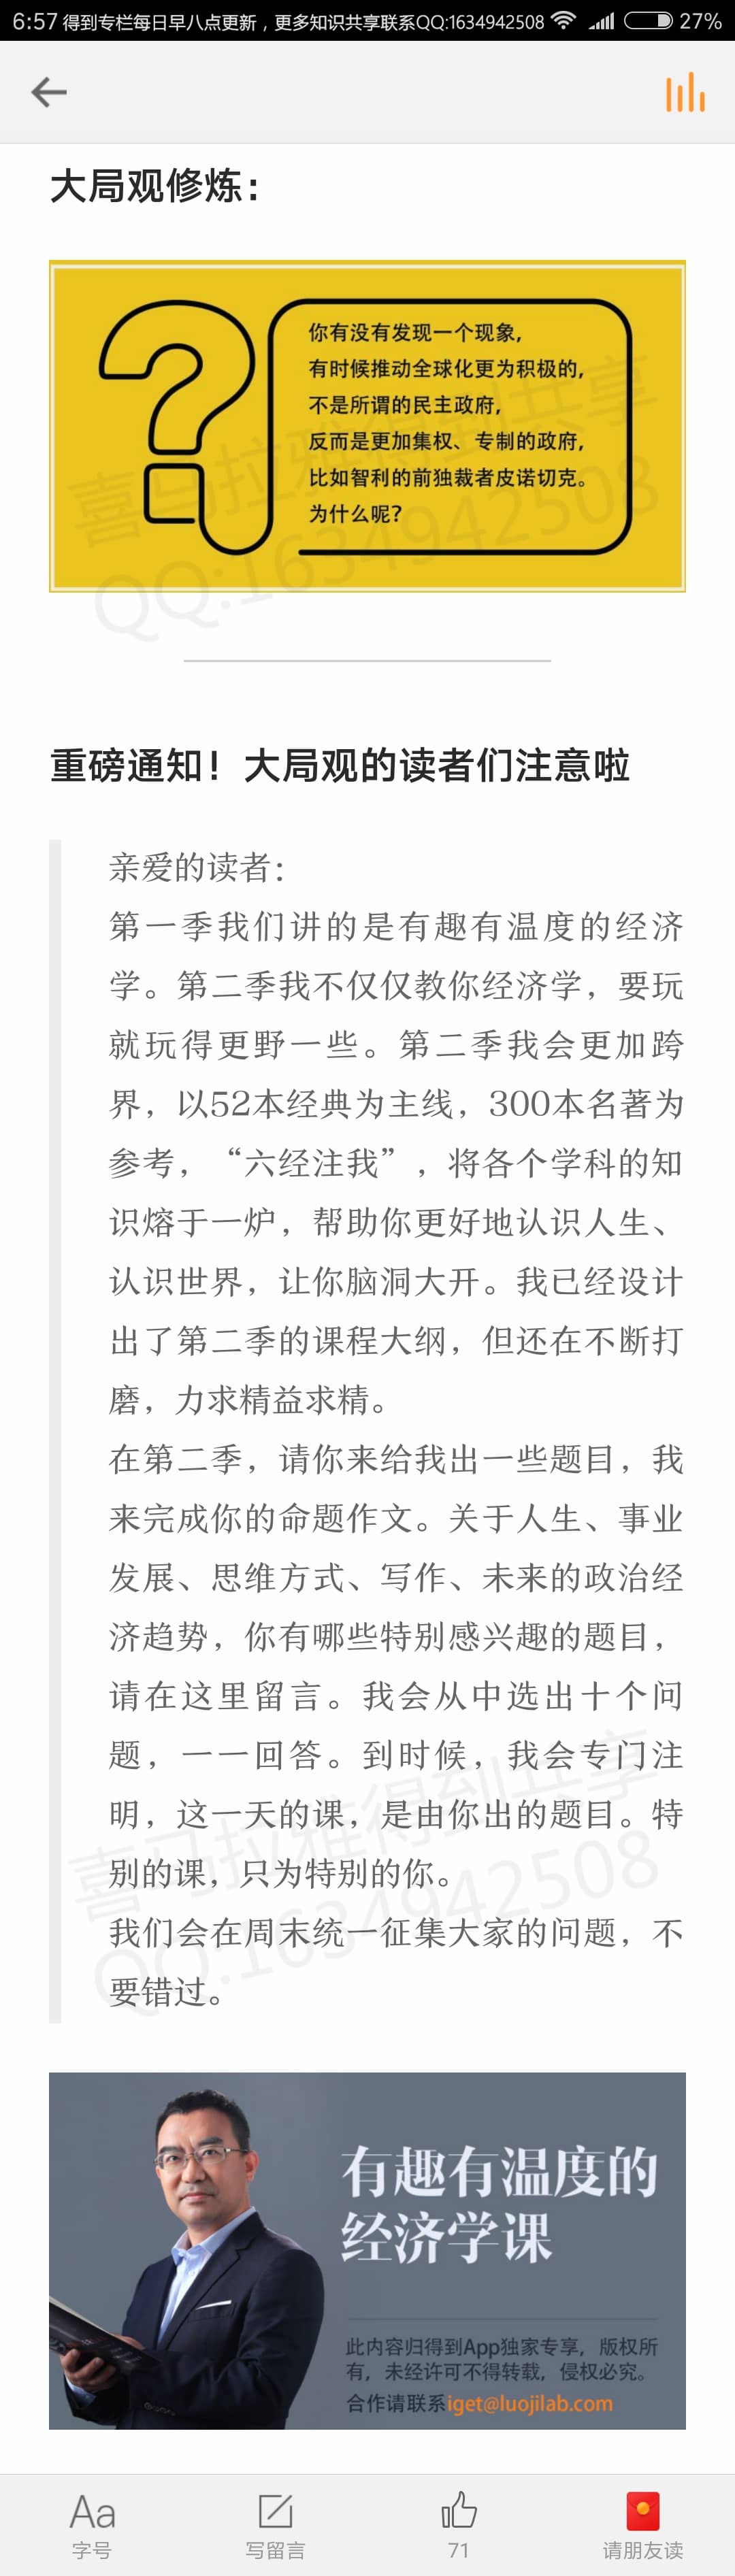 6:57 得到专栏每日早八点更新，更多知识共享联系QQ:1634942508 27%
大局观修炼：
你有没有发现一个现象，
有时候推动全球化更为积极的，
不是所谓的民主政府，
反而是更加集权、专制的政府，
比如智利的前独裁者皮诺切克。
为什么呢？
喜马拉雅得到共享
QQ:1634942508
重磅通知！大局观的读者们注意啦
亲爱的读者：
第一季我们讲的是有趣有温度的经济
学。第二季我不仅仅教你经济学，要玩
就玩得更野一些。第二季我会更加跨
界，以52本经典为主线，300本名著为
参考，“六经注我”，将各个学科的知
识熔于一炉，帮助你更好地认识人生、
认识世界，让你脑洞大开。我已经设计
出了第二季的课程大纲，但还在不断打
磨，力求精益求精。
在第二季，请你来给我出一些题目，我
来完成你的命题作文。关于人生、事业
发展、思维方式、写作、未来的政治经
济趋势，你有哪些特别感兴趣的题目，
请在这里留言。我会从中选出十个问
题，一一回答。到时候，我会专门注
明，这一天的课，是由你出的题目。特
别的课，只为特别的你。
我们会在周末统一征集大家的问题，不
要错过。
喜马拉雅得到共享
QQ:1634942508
有趣有温度的
经济学课
此内容归得到App独家专享，版权所
有，未经许可不得转载，侵权必究。
合作请联系iget@luojilab.com
Aa
字号
写留言
71
请朋友读